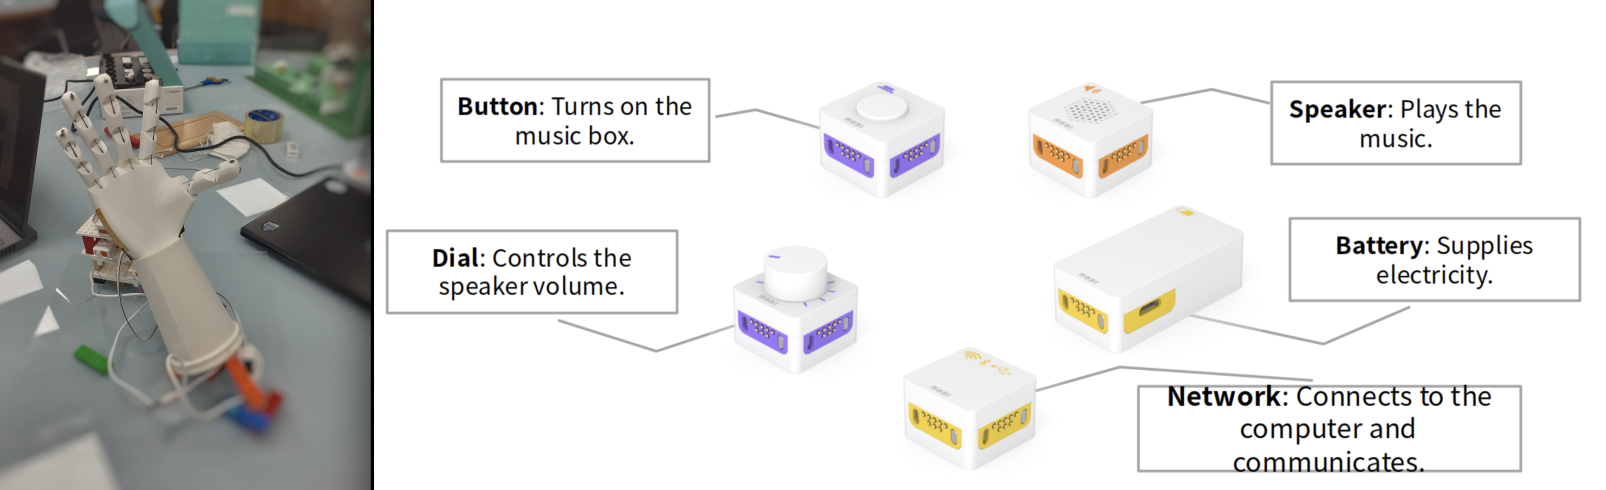 Button: Turns on the
music box.
Speaker: Plays the
music.
Dial: Controls the
speaker volume.
Battery: Supplies
electricity.
Network: Connects to the
computer and
communicates.